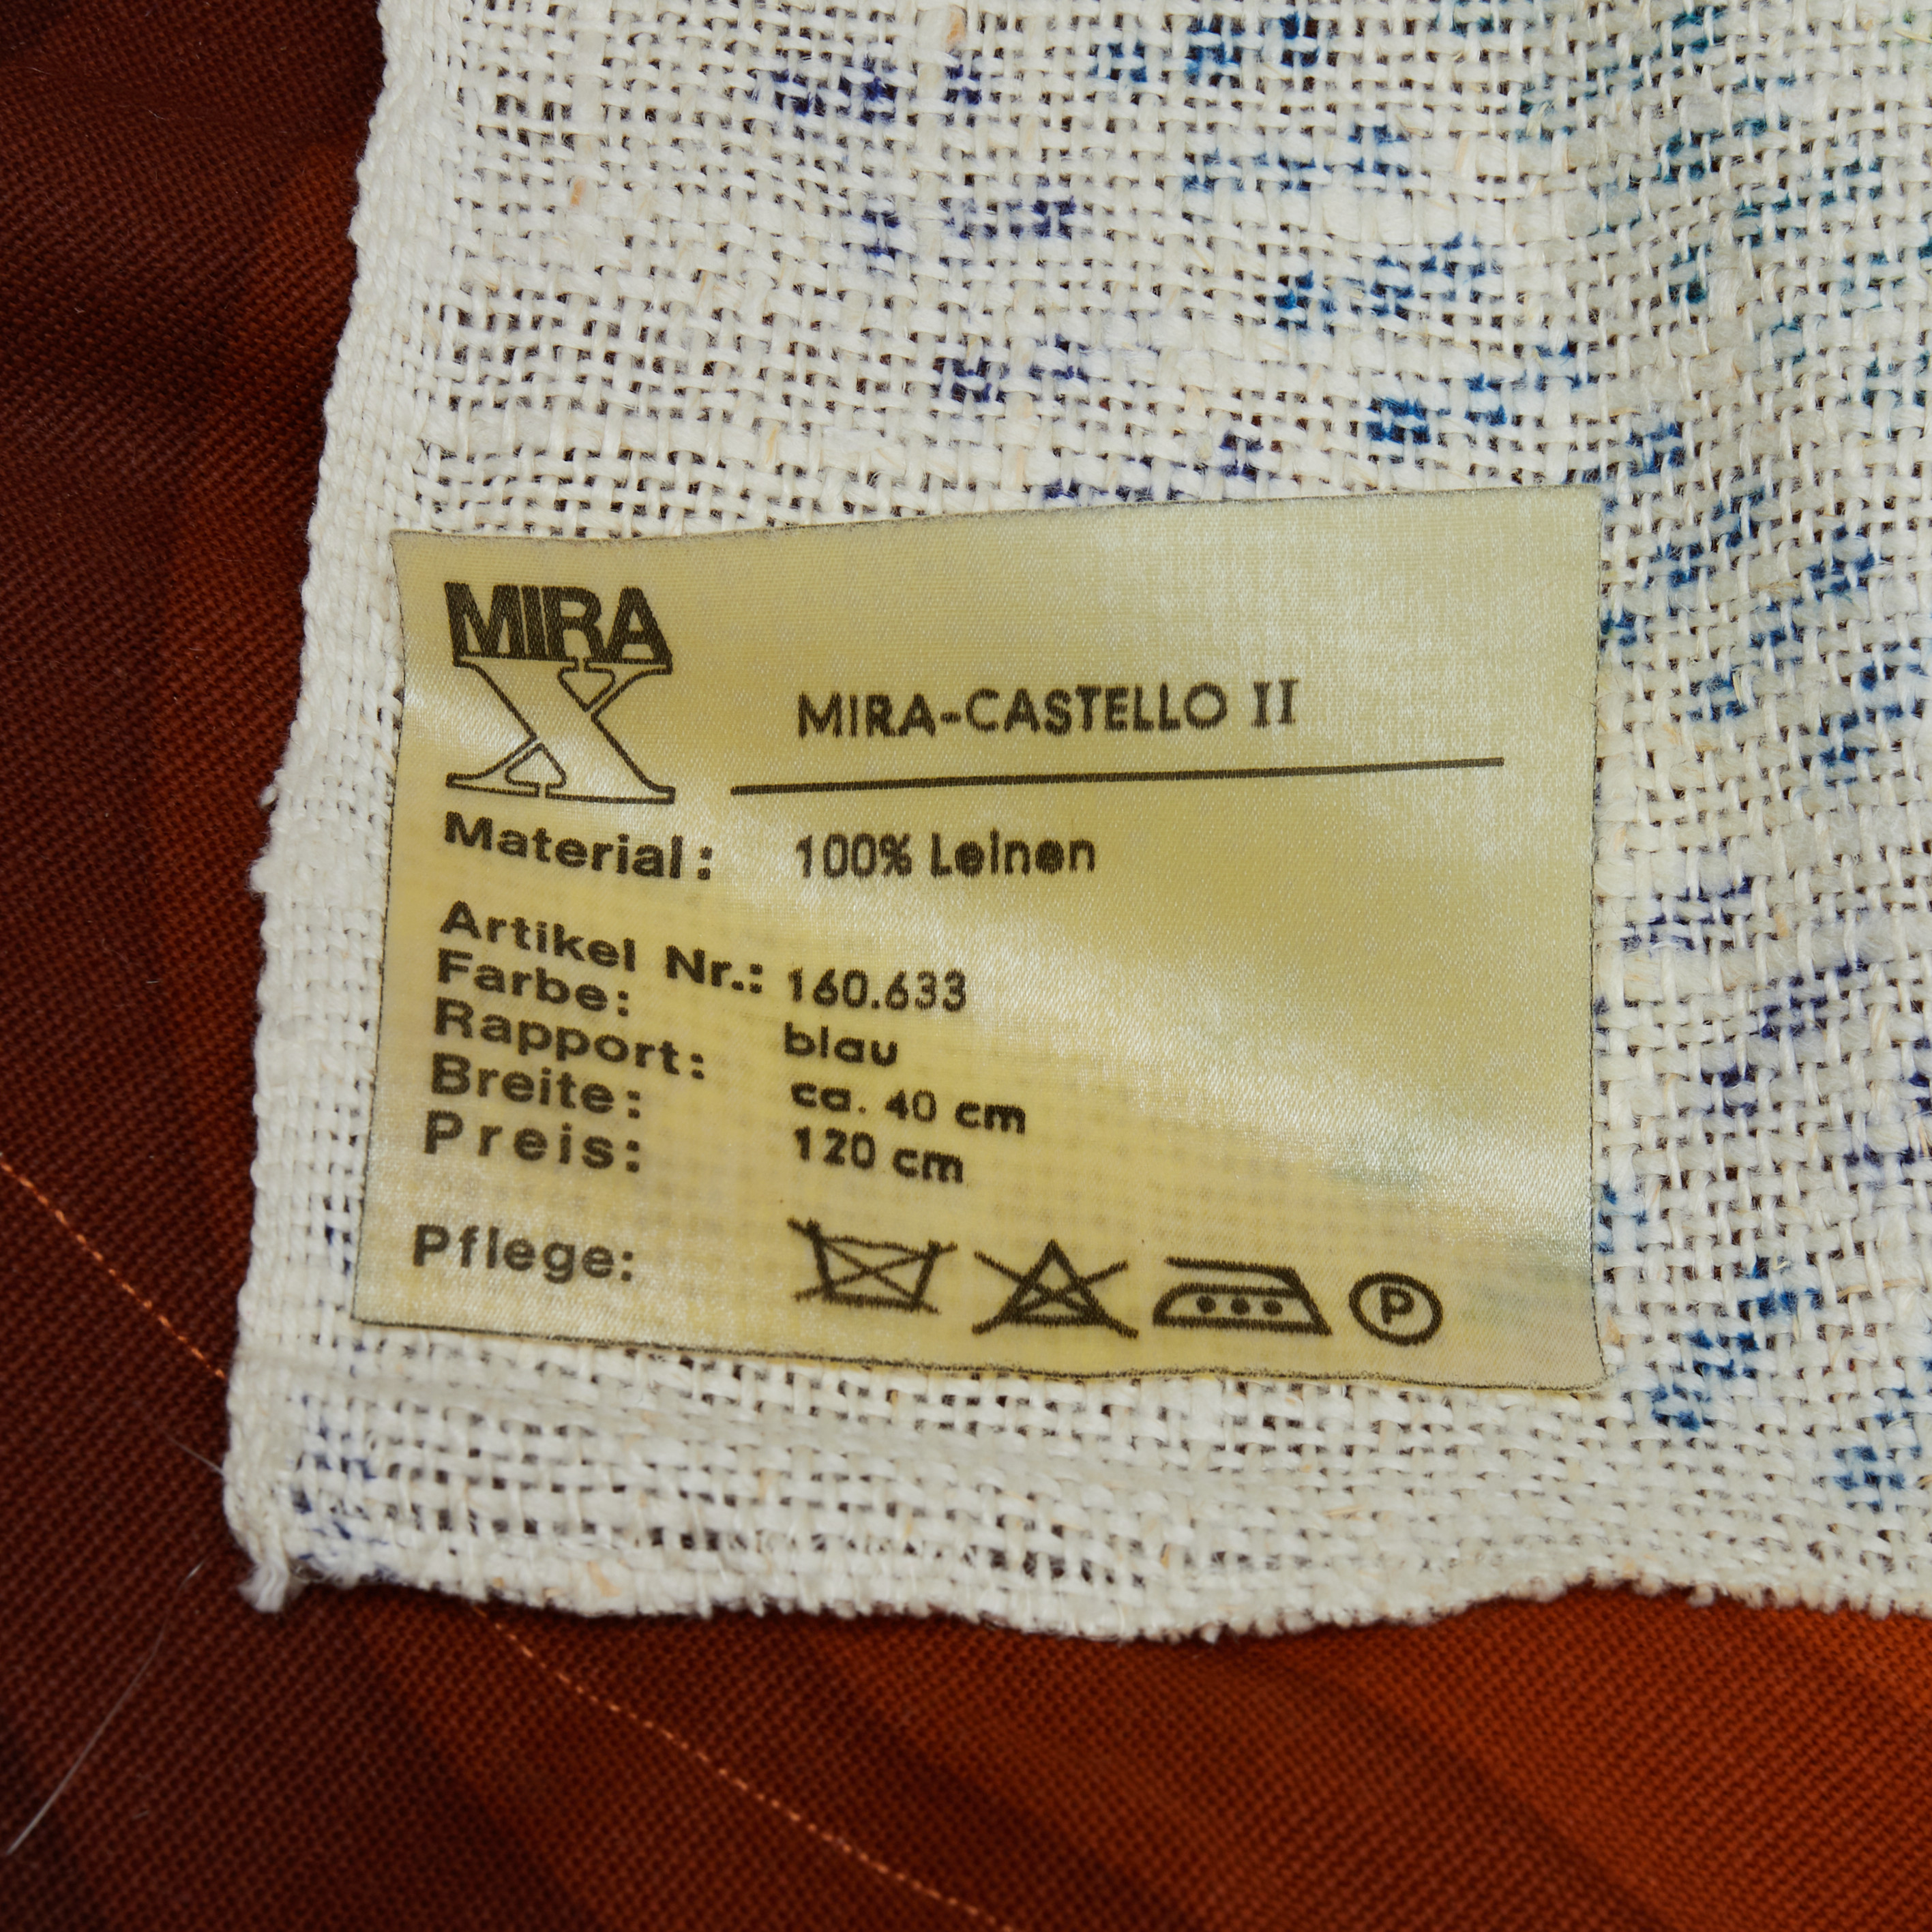 MIRA
X
MIRA-CASTELLO II
Material: 100% Leinen
Artikel Nr.: 160.633
Farbe: blau
Rapport: ca. 40 cm
Breite: 120 cm
Preis:
Pflege:
P